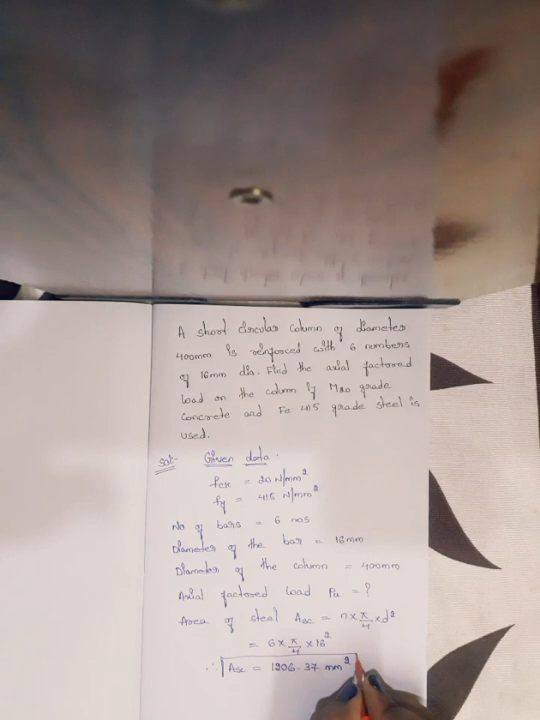 A short circular column of diameter
400mm is reinforced with 6 numbers
of 16mm dia. Find the axial factored
load on the column if M20 grade
concrete and Fe 415 grade steel is
used.
Sol:- Given data.
fck = 20 N/mm²
fy = 415 N/mm²
No of bars = 6 nos
Diameter of the bar = 16mm
Diameter of the column = 400mm
Axial factored load Pu = ?
Area of steel Asc = n × π/4 × d²
= 6 × π/4 × 16²
∴ Asc = 1206.37 mm²